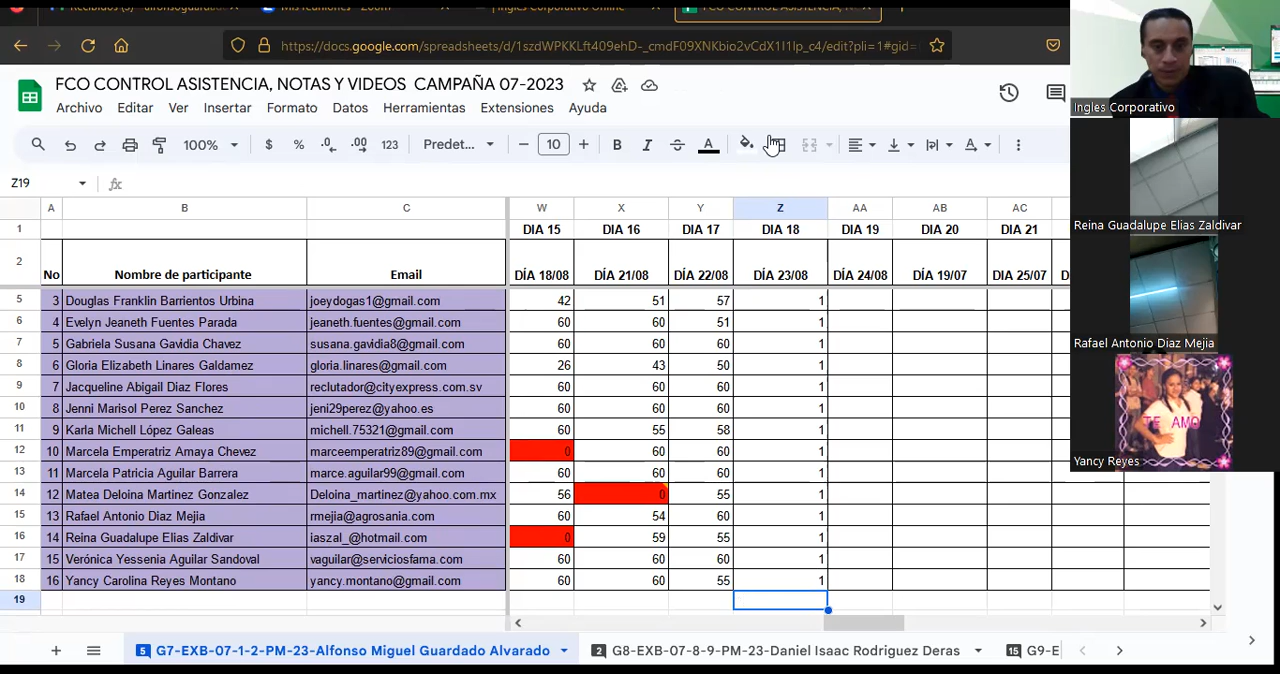 Mis reuniones - Zoom
Ingles Corporativo Online
FCO CONTROL ASISTENCIA,
https://docs.google.com/spreadsheets/d/1szdWPKKLft409ehD-_cmdF09XNKbio2vCdX1I1lp_c4/edit?pli=1#gid=
FCO CONTROL ASISTENCIA, NOTAS Y VIDEOS CAMPAÑA 07-2023
Archivo Editar Ver Insertar Formato Datos Herramientas Extensiones Ayuda
100% $ % .0 .00 123 Predet... − 10 + B I A
Z19 fx
A B C W X Y Z AA AB AC
1 DIA 15 DIA 16 DIA 17 DIA 18 DIA 19 DIA 20 DIA 21
2 No Nombre de participante Email DÍA 18/08 DÍA 21/08 DÍA 22/08 DÍA 23/08 DÍA 24/08 DÍA 19/07 DIA 25/07 D
5 3 Douglas Franklin Barrientos Urbina joeydogas1@gmail.com 42 51 57 1
6 4 Evelyn Jeaneth Fuentes Parada jeaneth.fuentes@gmail.com 60 60 51 1
7 5 Gabriela Susana Gavidia Chavez susana.gavidia8@gmail.com 60 60 60 1
8 6 Gloria Elizabeth Linares Galdamez gloria.linares@gmail.com 26 43 50 1
9 7 Jacqueline Abigail Diaz Flores reclutador@cityexpress.com.sv 60 60 60 1
10 8 Jenni Marisol Perez Sanchez jeni29perez@yahoo.es 60 60 60 1
11 9 Karla Michell López Galeas michell.75321@gmail.com 60 55 58 1
12 10 Marcela Emperatriz Amaya Chevez marceemperatriz89@gmail.com 0 60 60 1
13 11 Marcela Patricia Aguilar Barrera marce.aguilar99@gmail.com 60 60 60 1
14 12 Matea Deloina Martinez Gonzalez Deloina_martinez@yahoo.com.mx 56 0 55 1
15 13 Rafael Antonio Diaz Mejia rmejia@agrosania.com 60 54 60 1
16 14 Reina Guadalupe Elias Zaldivar iaszal_@hotmail.com 0 59 55 1
17 15 Verónica Yessenia Aguilar Sandoval vaguilar@serviciosfama.com 60 60 60 1
18 16 Yancy Carolina Reyes Montano yancy.montano@gmail.com 60 60 55 1
19
+ 5 G7-EXB-07-1-2-PM-23-Alfonso Miguel Guardado Alvarado 2 G8-EXB-07-8-9-PM-23-Daniel Isaac Rodriguez Deras 15 G9-E
Ingles Corporativo
Reina Guadalupe Elias Zaldivar
Rafael Antonio Diaz Mejia
TE AMO
Yancy Reyes